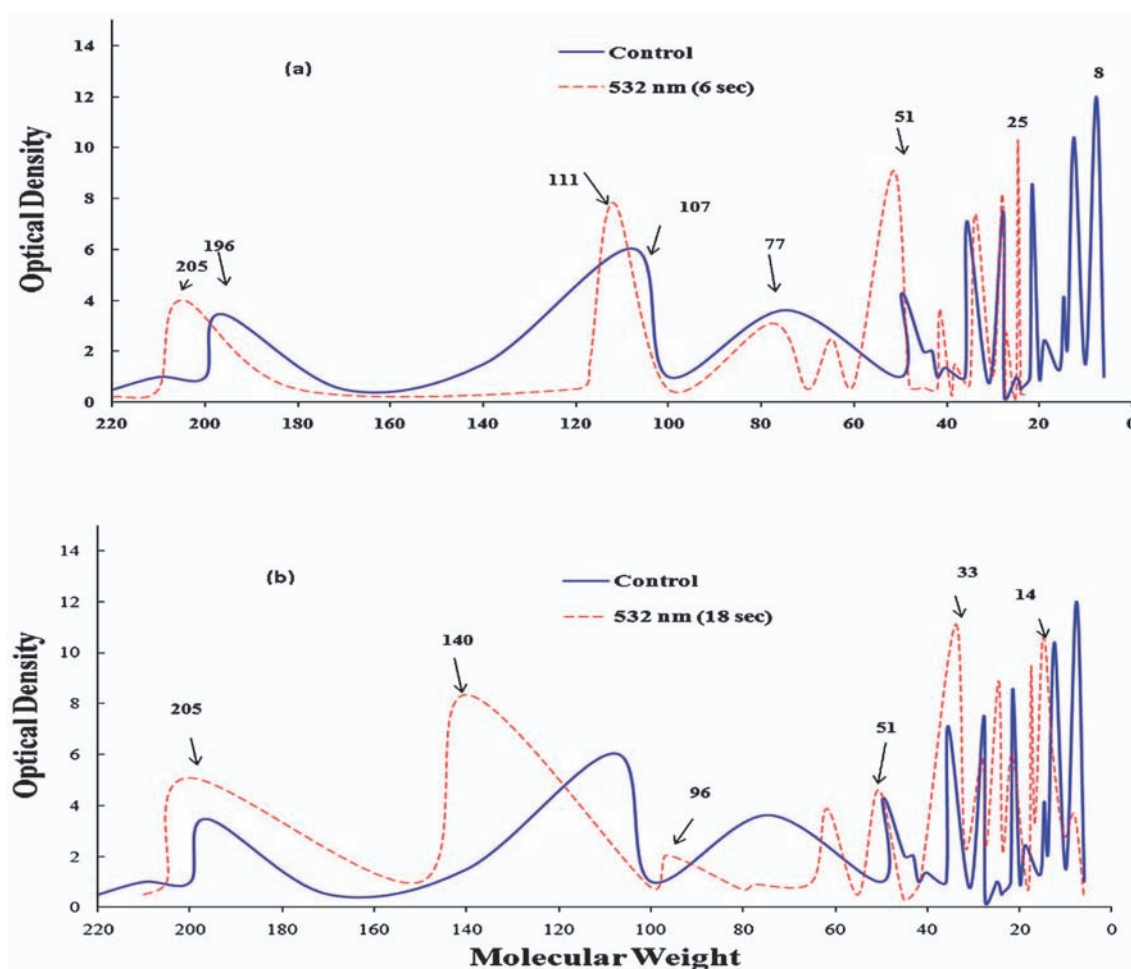 14
(a)
Control
12
532 nm (6 sec)
8
10
51
25
8
111
107
6
77
196
205
4
2
0
220 200 180 160 140 120 100 80 60 40 20 0
Optical Density
14
(b)
Control
33
12
532 nm (18 sec)
14
10
140
8
205
6
51
4
96
2
0
220 200 180 160 140 120 100 80 60 40 20 0
Optical Density
Molecular Weight